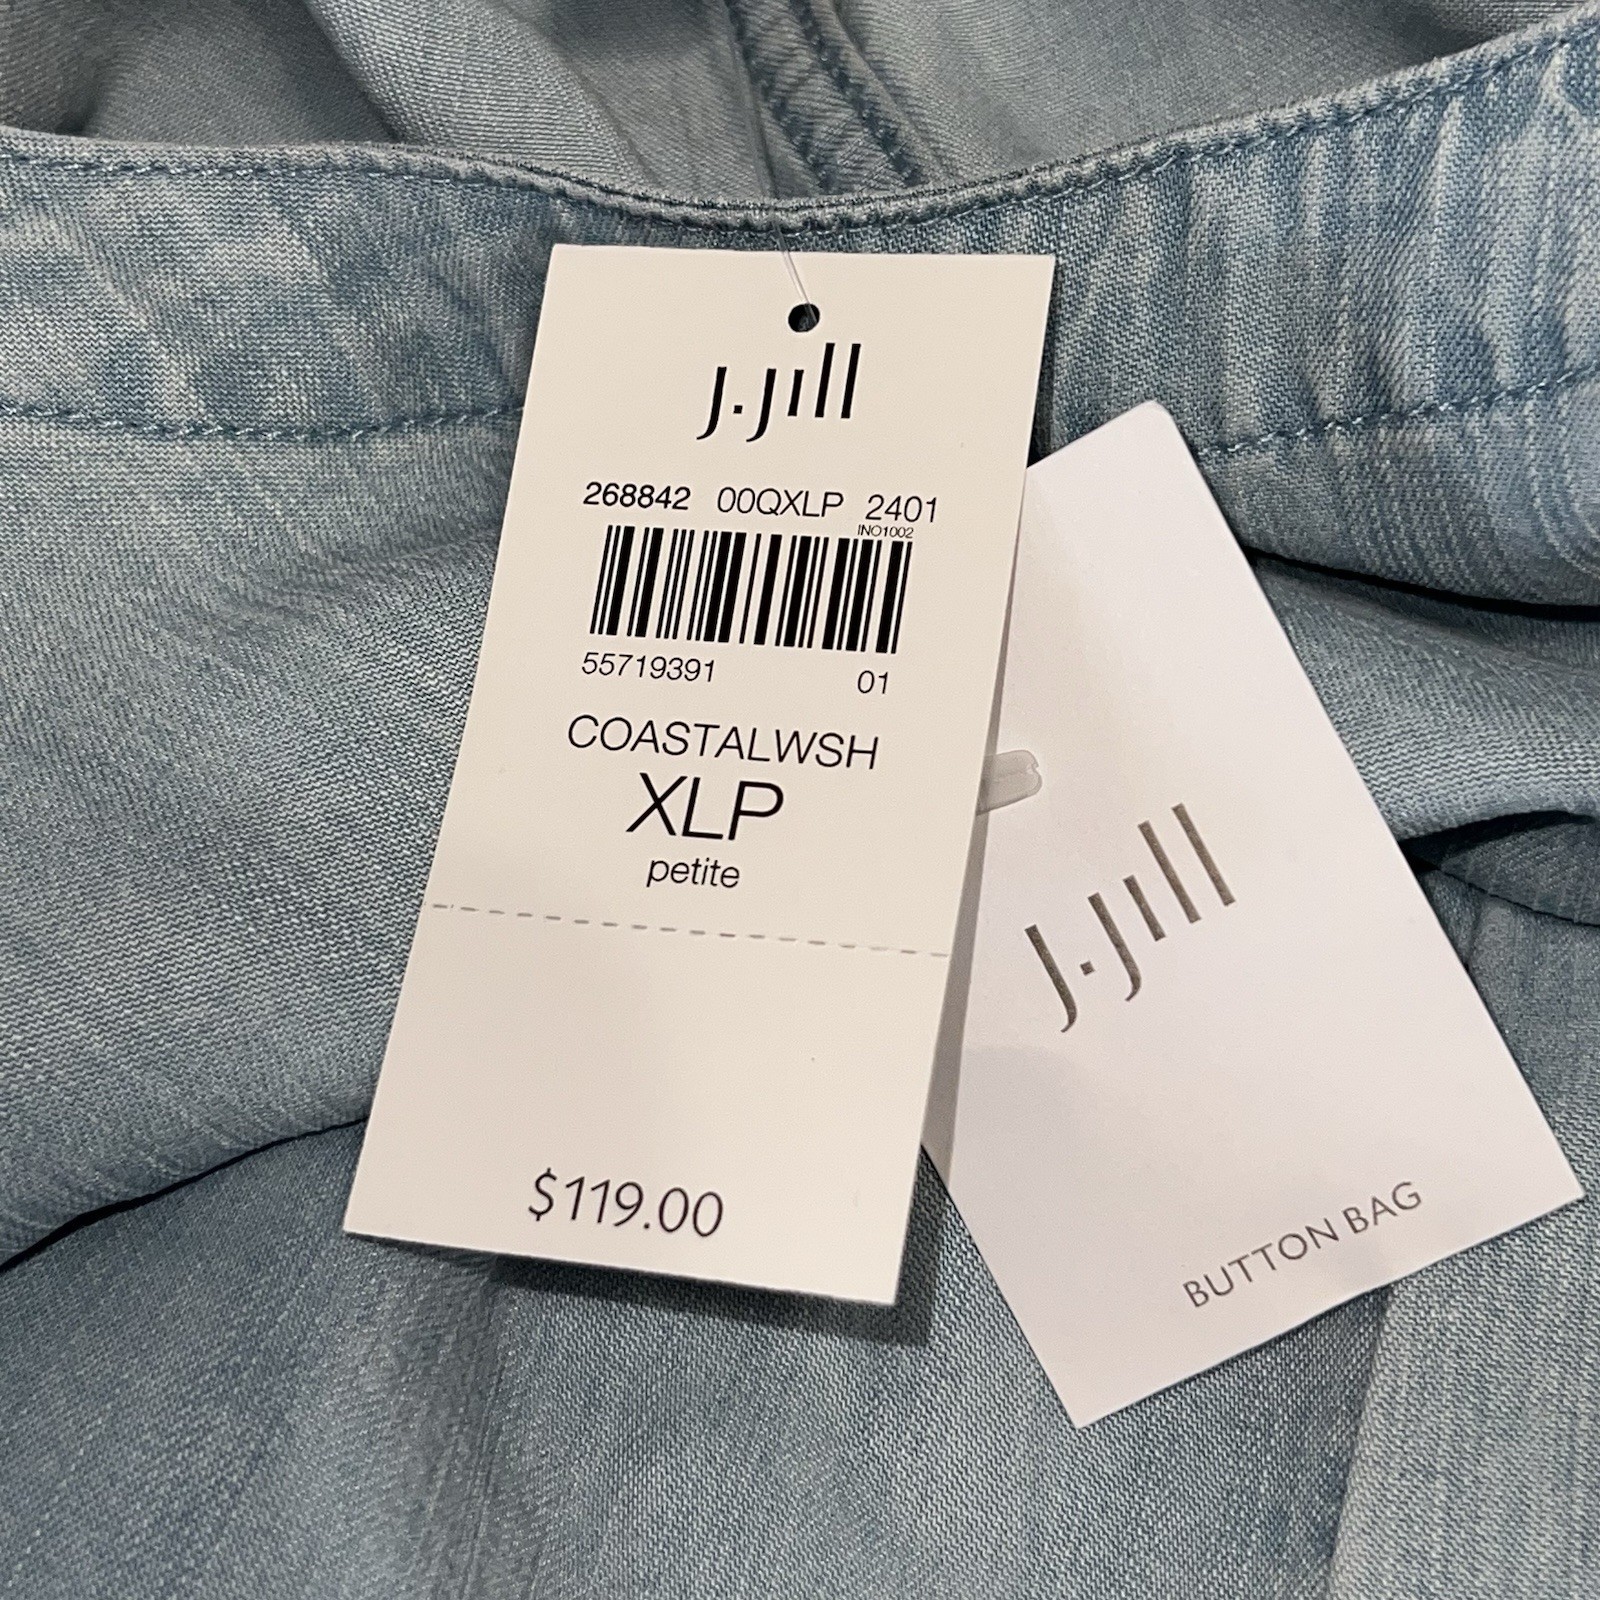 J.Jill
268842 00QXLP 2401
INO1002
55719391 01
COASTALWSH
XLP
petite
$119.00
J.Jill
BUTTON BAG